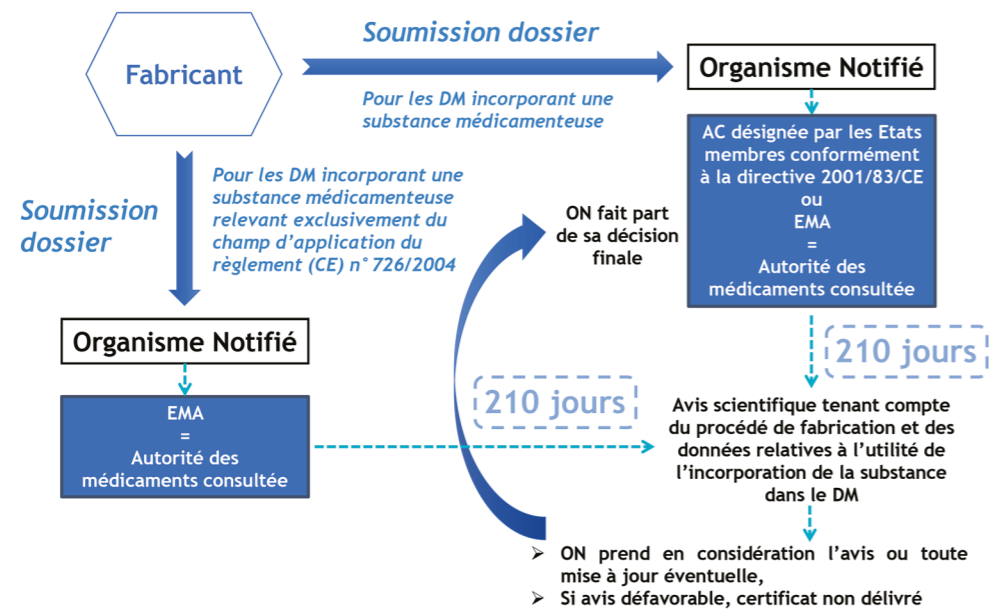 Fabricant
Soumission dossier
Pour les DM incorporant une
substance médicamenteuse
Organisme Notifié
AC désignée par les Etats
membres conformément
à la directive 2001/83/CE
ou
EMA
=
Autorité des
médicaments consultée
Soumission
dossier
Pour les DM incorporant une
substance médicamenteuse
relevant exclusivement du
champ d’application du
règlement (CE) n° 726/2004
ON fait part
de sa décision
finale
Organisme Notifié
EMA
=
Autorité des
médicaments consultée
210 jours
210 jours
Avis scientifique tenant compte
du procédé de fabrication et des
données relatives à l’utilité de
l’incorporation de la substance
dans le DM
➢ ON prend en considération l’avis ou toute
mise à jour éventuelle,
➢ Si avis défavorable, certificat non délivré